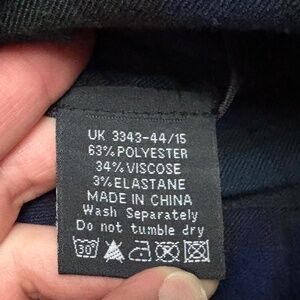 UK 3343-44/15
63% POLYESTER
34% VISCOSE
3% ELASTANE
MADE IN CHINA
Wash Separately
Do not tumble dry
30°